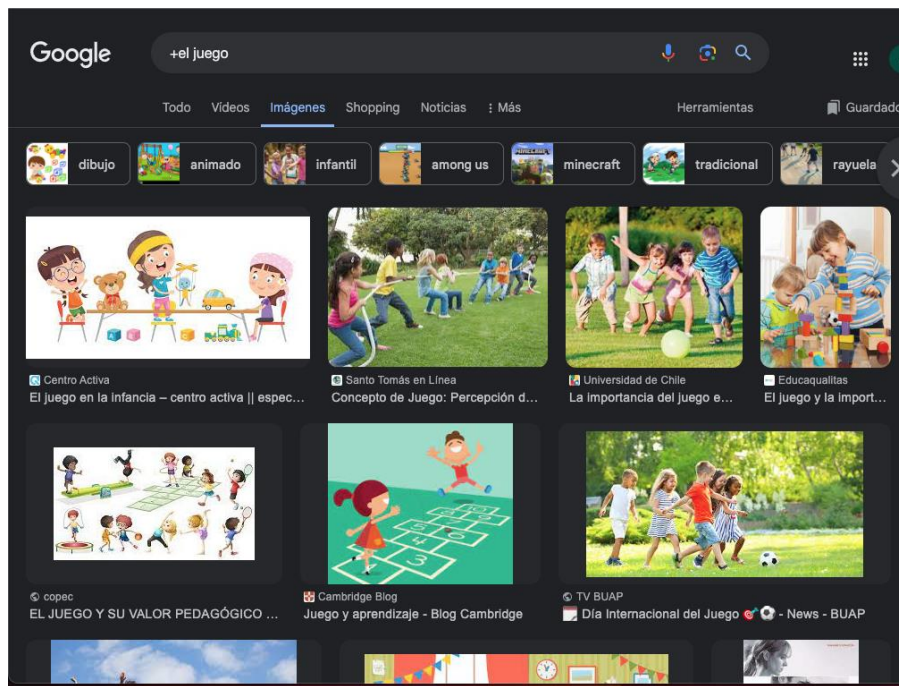 Google
+el juego
Todo Vídeos Imágenes Shopping Noticias Más Herramientas Guardado
dibujo animado infantil among us minecraft tradicional rayuela
Centro Activa
El juego en la infancia – centro activa || espec...
Santo Tomás en Línea
Concepto de Juego: Percepción d...
Universidad de Chile
La importancia del juego e...
Educaqualitas
El juego y la import...
copec
EL JUEGO Y SU VALOR PEDAGÓGICO ...
Cambridge Blog
Juego y aprendizaje - Blog Cambridge
TV BUAP
Día Internacional del Juego - News - BUAP